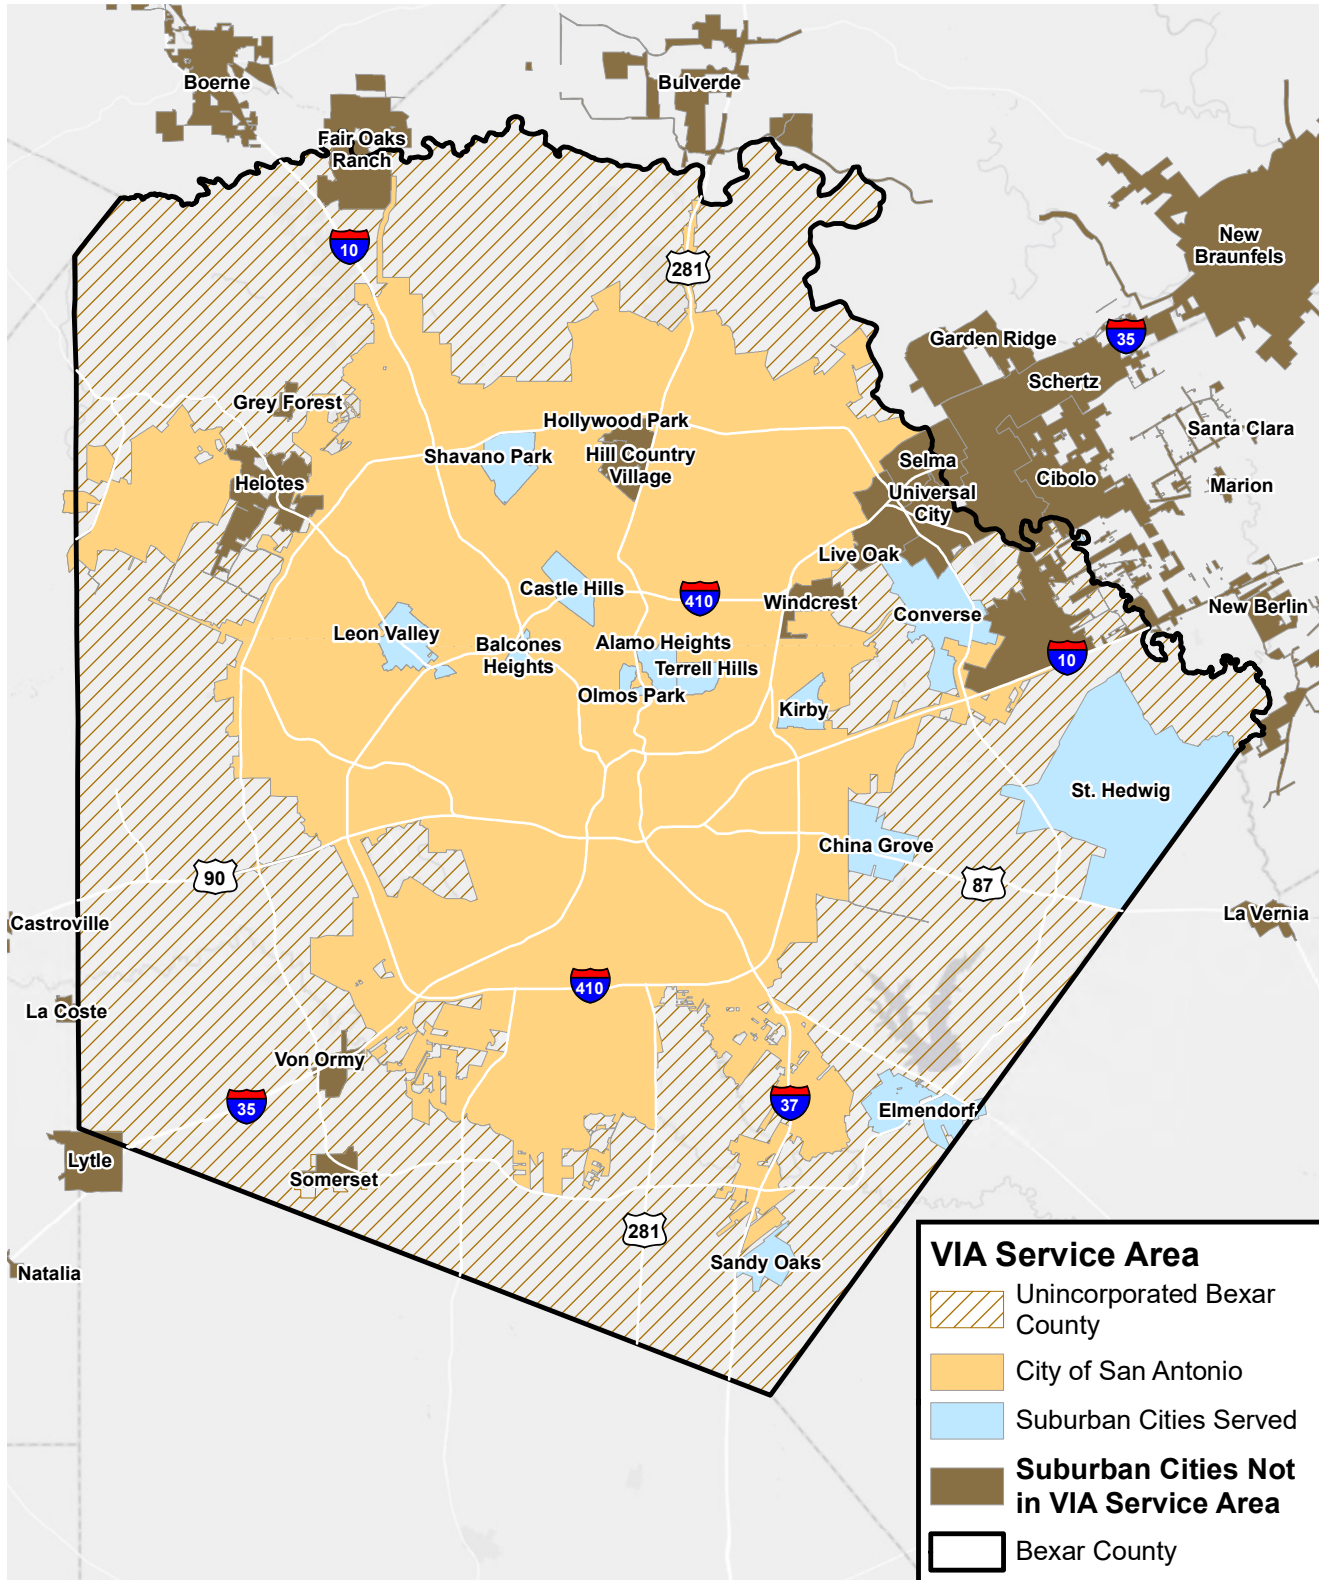 Boerne
Bulverde
Fair Oaks
Ranch
10
281
New
Braunfels
Garden Ridge
35
Schertz
Grey Forest
Hollywood Park
Santa Clara
Shavano Park
Hill Country
Village
Selma
Helotes
Cibolo
Marion
Universal
City
Live Oak
Castle Hills
410
Windcrest
New Berlin
Converse
Leon Valley
Balcones
Heights
Alamo Heights
Terrell Hills
10
Olmos Park
Kirby
St. Hedwig
China Grove
90
87
Castroville
La Vernia
410
La Coste
Von Ormy
35
37
Elmendorf
Lytle
Somerset
281
Sandy Oaks
Natalia
VIA Service Area
Unincorporated Bexar
County
City of San Antonio
Suburban Cities Served
Suburban Cities Not
in VIA Service Area
Bexar County